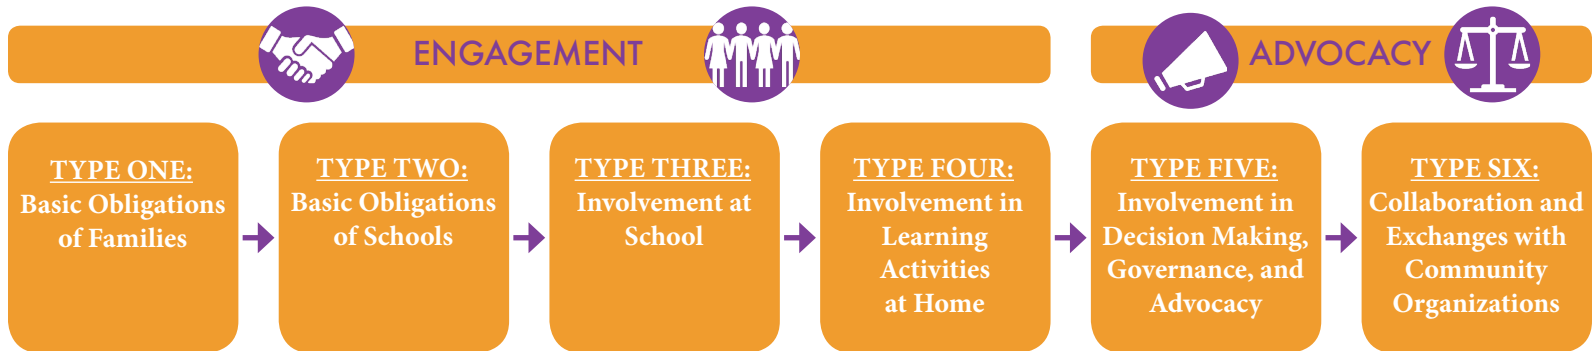 ENGAGEMENT
ADVOCACY
TYPE ONE:
Basic Obligations
of Families
TYPE TWO:
Basic Obligations
of Schools
TYPE THREE:
Involvement at
School
TYPE FOUR:
Involvement in
Learning
Activities
at Home
TYPE FIVE:
Involvement in
Decision Making,
Governance, and
Advocacy
TYPE SIX:
Collaboration and
Exchanges with
Community
Organizations